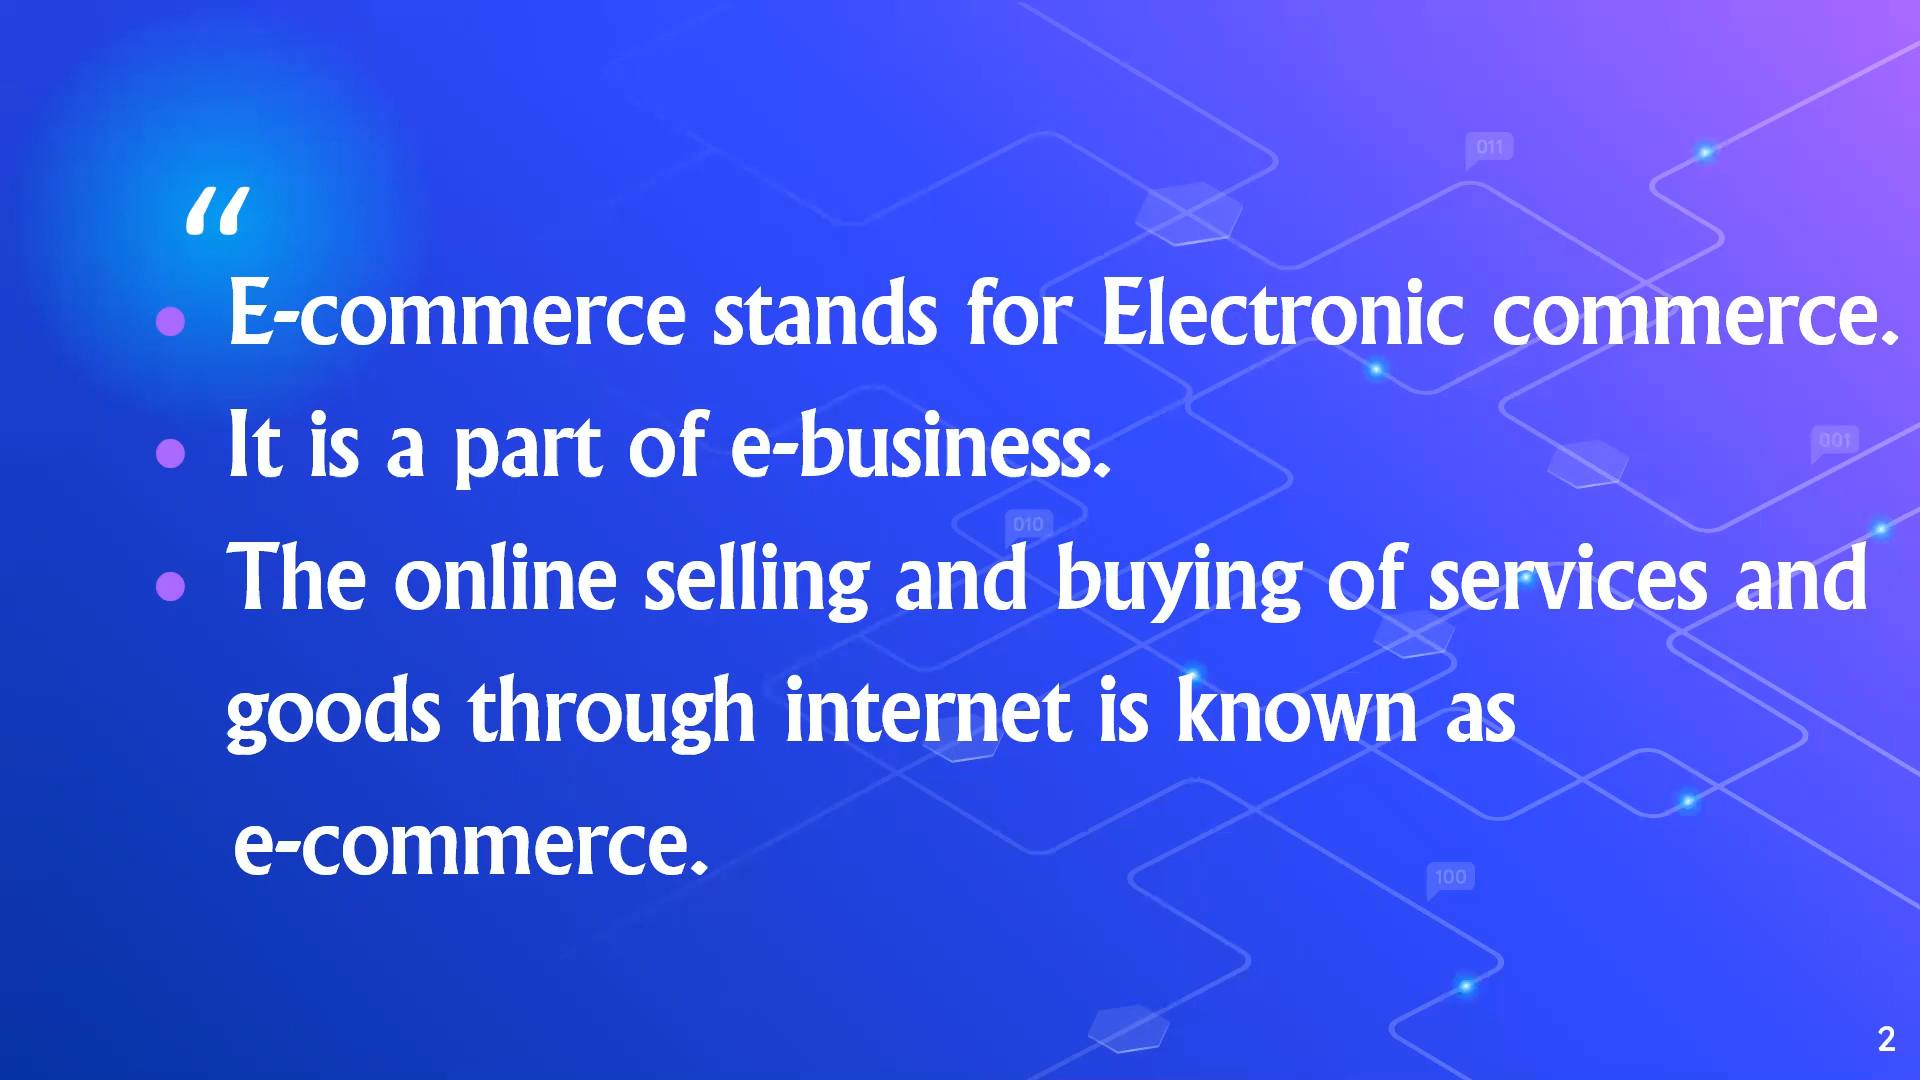 “
011
• E-commerce stands for Electronic commerce.
• It is a part of e-business.
001
010
• The online selling and buying of services and
goods through internet is known as
e-commerce.
100
2